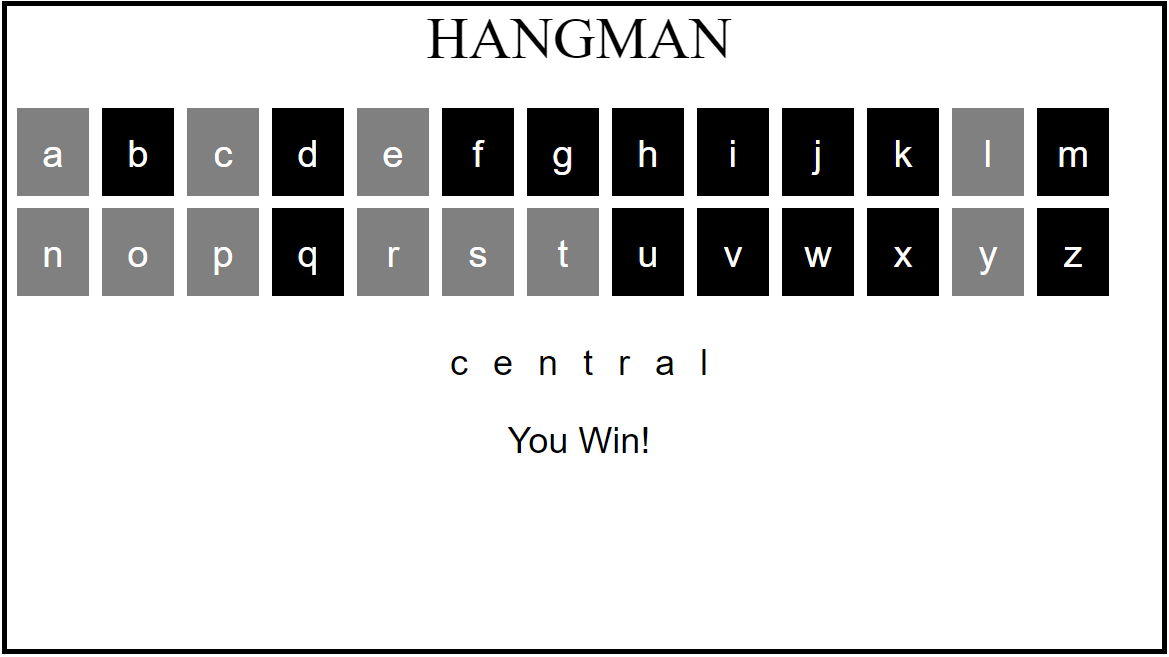 HANGMAN
a b c d e f g h i j k l m
n o p q r s t u v w x y z
c e n t r a l
You Win!